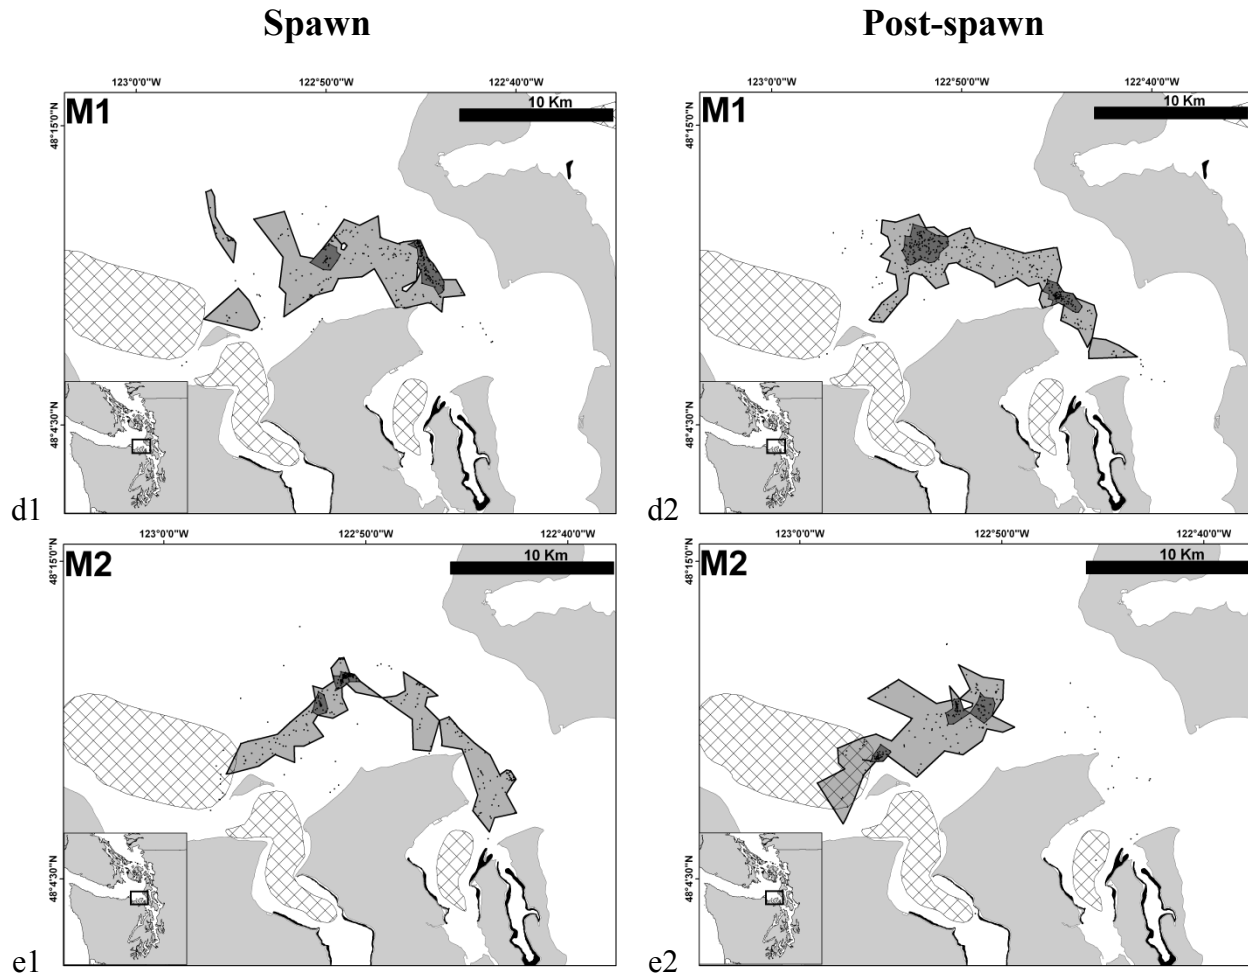 Spawn Post-spawn
123°0'0"W 122°50'0"W 122°40'0"W 123°0'0"W 122°50'0"W 122°40'0"W
M1 10 Km M1 10 Km
48°15'0"N 48°15'0"N
48°4'30"N 48°4'30"N
d1 d2
123°0'0"W 122°50'0"W 122°40'0"W 123°0'0"W 122°50'0"W 122°40'0"W
M2 10 Km M2 10 Km
48°15'0"N 48°15'0"N
48°4'30"N 48°4'30"N
e1 e2